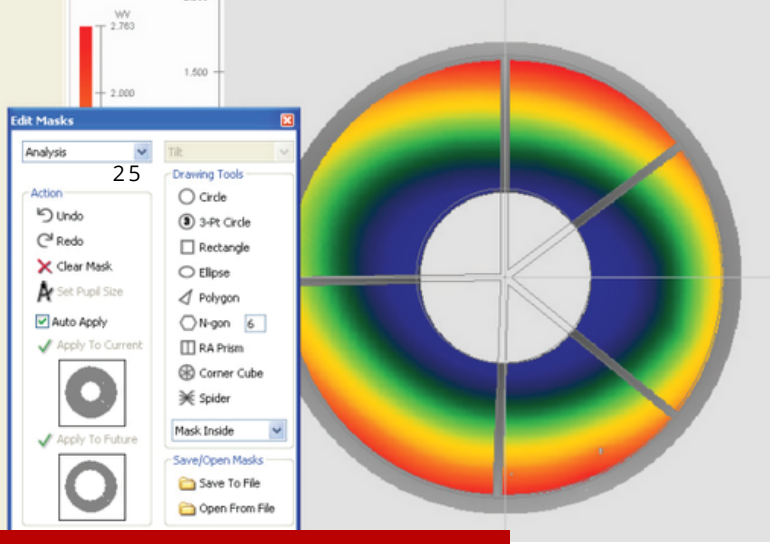 WV
2.763
2.000
1.500
Edit Masks
Analysis
Tilt
25
Action
Undo
Redo
Clear Mask
Set Pupil Size
Auto Apply
Apply To Current
Apply To Future
Drawing Tools
Circle
3
3-Pt Circle
Rectangle
Ellipse
Polygon
N-gon 6
RA Prism
Corner Cube
Spider
Mask Inside
Save/Open Masks
Save To File
Open From File